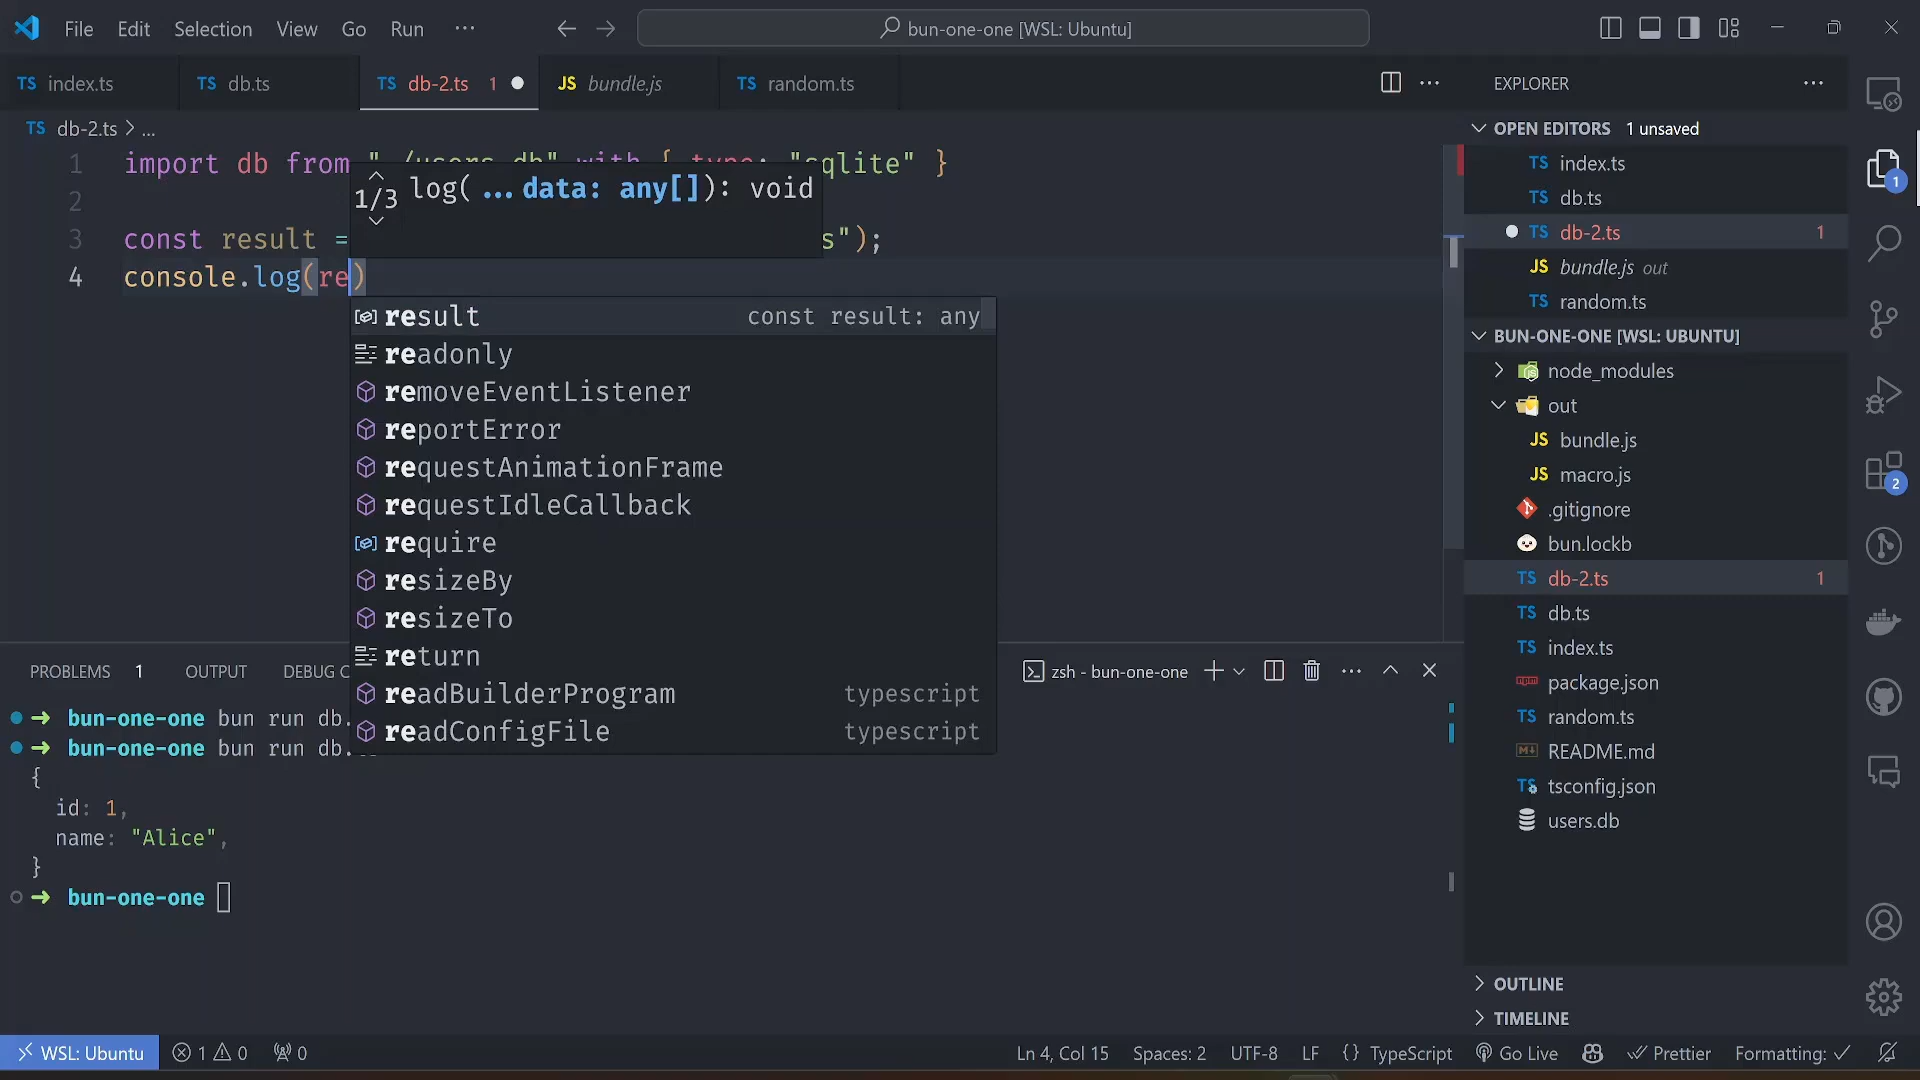 File Edit Selection View Go Run ···
bun-one-one [WSL: Ubuntu]
TS index.ts
TS db.ts
TS db-2.ts 1
JS bundle.js
TS random.ts
TS db-2.ts > ...
1 import db from "./users.db" with { type: "sqlite" }
2
3 const result = s");
4 console.log(re)
1/3 log(...data: any[]): void
result const result: any
readonly
removeEventListener
reportError
requestAnimationFrame
requestIdleCallback
require
resizeBy
resizeTo
return
readBuilderProgram typescript
readConfigFile typescript
PROBLEMS 1 OUTPUT DEBUG C
zsh - bun-one-one
bun-one-one bun run db.
bun-one-one bun run db.
{
id: 1,
name: "Alice",
}
bun-one-one
EXPLORER
OPEN EDITORS 1 unsaved
TS index.ts
TS db.ts
TS db-2.ts 1
JS bundle.js out
TS random.ts
BUN-ONE-ONE [WSL: UBUNTU]
node_modules
out
JS bundle.js
JS macro.js
.gitignore
bun.lockb
TS db-2.ts 1
TS db.ts
TS index.ts
package.json
TS random.ts
README.md
TS tsconfig.json
users.db
OUTLINE
TIMELINE
1
2
WSL: Ubuntu 1 0 0
Ln 4, Col 15 Spaces: 2 UTF-8 LF {} TypeScript Go Live Prettier Formatting: ✓